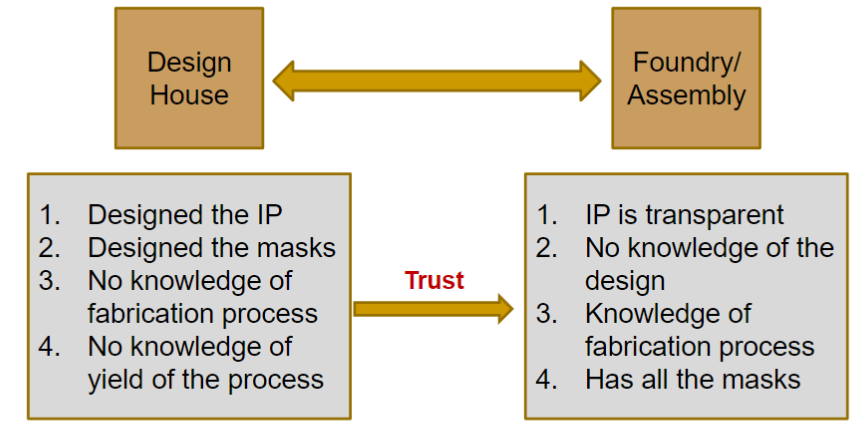 Design
House
Foundry/
Assembly
1. Designed the IP
2. Designed the masks
3. No knowledge of
fabrication process
4. No knowledge of
yield of the process
Trust
1. IP is transparent
2. No knowledge of the
design
3. Knowledge of
fabrication process
4. Has all the masks